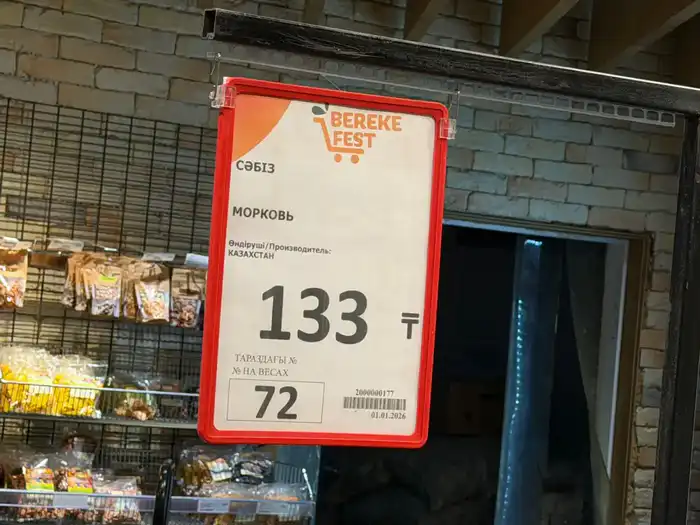 BEREKE
FEST
СӘБІЗ
МОРКОВЬ
Өндіруші/Производитель:
КАЗАХСТАН
133 ₸
ТАРАЗДАҒЫ №
№ НА ВЕСАХ
72
2000000177
01.01.2026